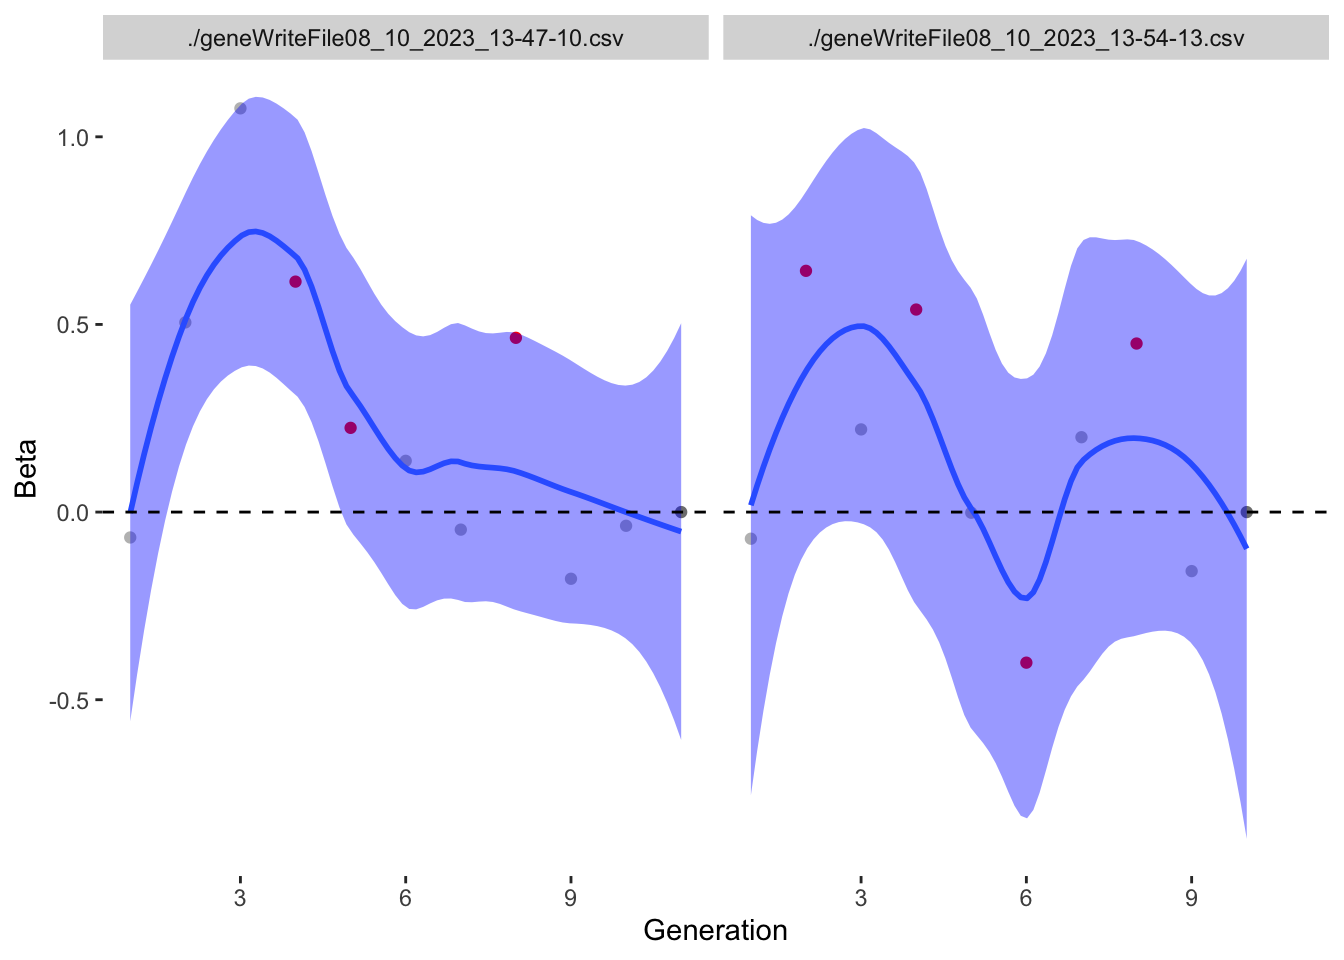 ./geneWriteFile08_10_2023_13-47-10.csv
./geneWriteFile08_10_2023_13-54-13.csv
1.0
0.5
0.0
-0.5
Beta
3
6
9
3
6
9
Generation